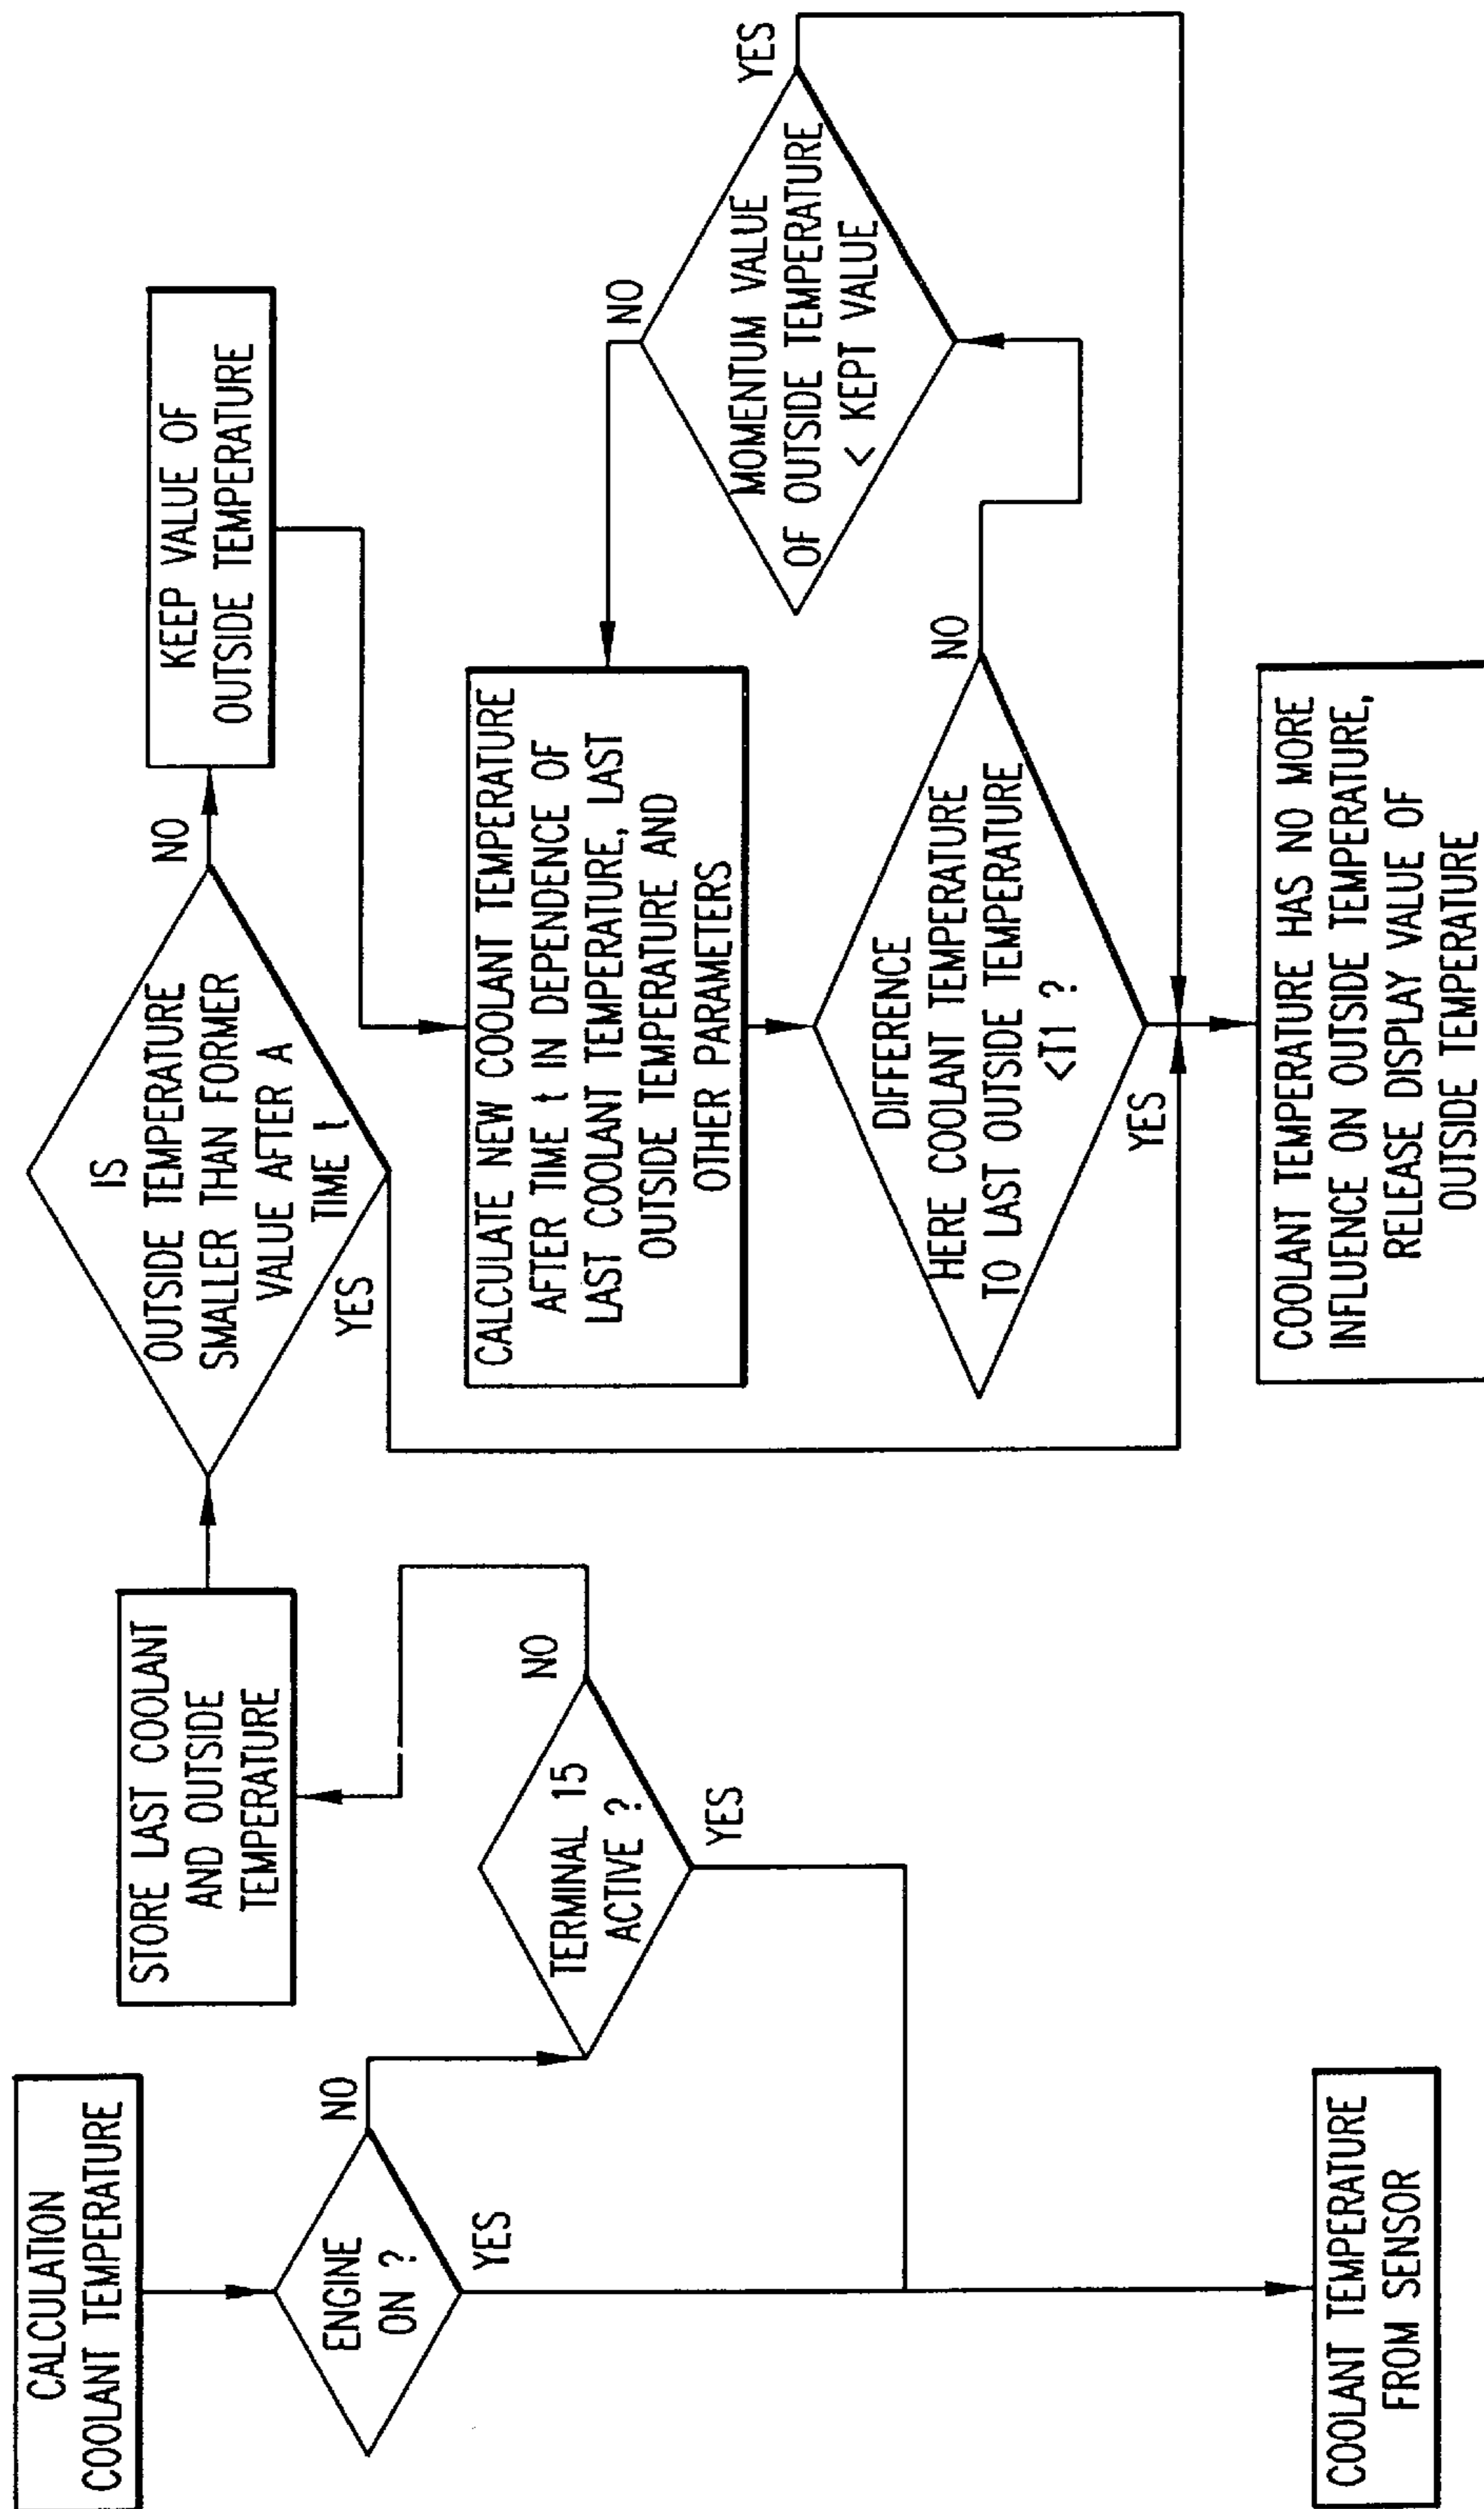 CALCULATION
COOLANT TEMPERATURE
ENGINE
ON ?
NO
YES
TERMINAL 15
ACTIVE ?
NO
YES
COOLANT TEMPERATURE
FROM SENSOR
STORE LAST COOLANT
AND OUTSIDE
TEMPERATURE
IS
OUTSIDE TEMPERATURE
SMALLER THAN FORMER
VALUE AFTER A
TIME t
NO
YES
KEEP VALUE OF
OUTSIDE TEMPERATURE
CALCULATE NEW COOLANT TEMPERATURE
AFTER TIME t IN DEPENDENCE OF
LAST COOLANT TEMPERATURE, LAST
OUTSIDE TEMPERATURE AND
OTHER PARAMETERS
DIFFERENCE
HERE COOLANT TEMPERATURE
TO LAST OUTSIDE TEMPERATURE
<T1 ?
NO
YES
MOMENTUM VALUE
OF OUTSIDE TEMPERATURE
< KEPT VALUE
NO
YES
COOLANT TEMPERATURE HAS NO MORE
INFLUENCE ON OUTSIDE TEMPERATURE,
RELEASE DISPLAY VALUE OF
OUTSIDE TEMPERATURE